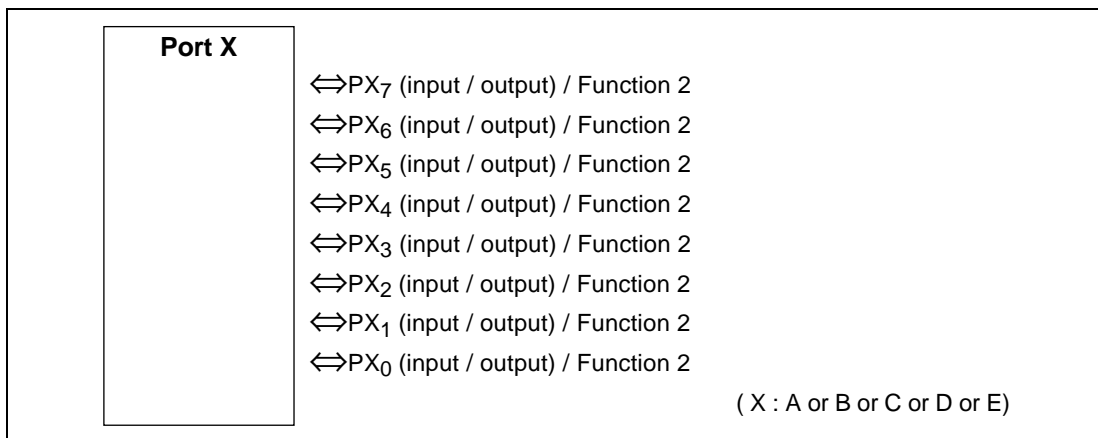 Port X
⇔PX7 (input / output) / Function 2
⇔PX6 (input / output) / Function 2
⇔PX5 (input / output) / Function 2
⇔PX4 (input / output) / Function 2
⇔PX3 (input / output) / Function 2
⇔PX2 (input / output) / Function 2
⇔PX1 (input / output) / Function 2
⇔PX0 (input / output) / Function 2
( X : A or B or C or D or E)